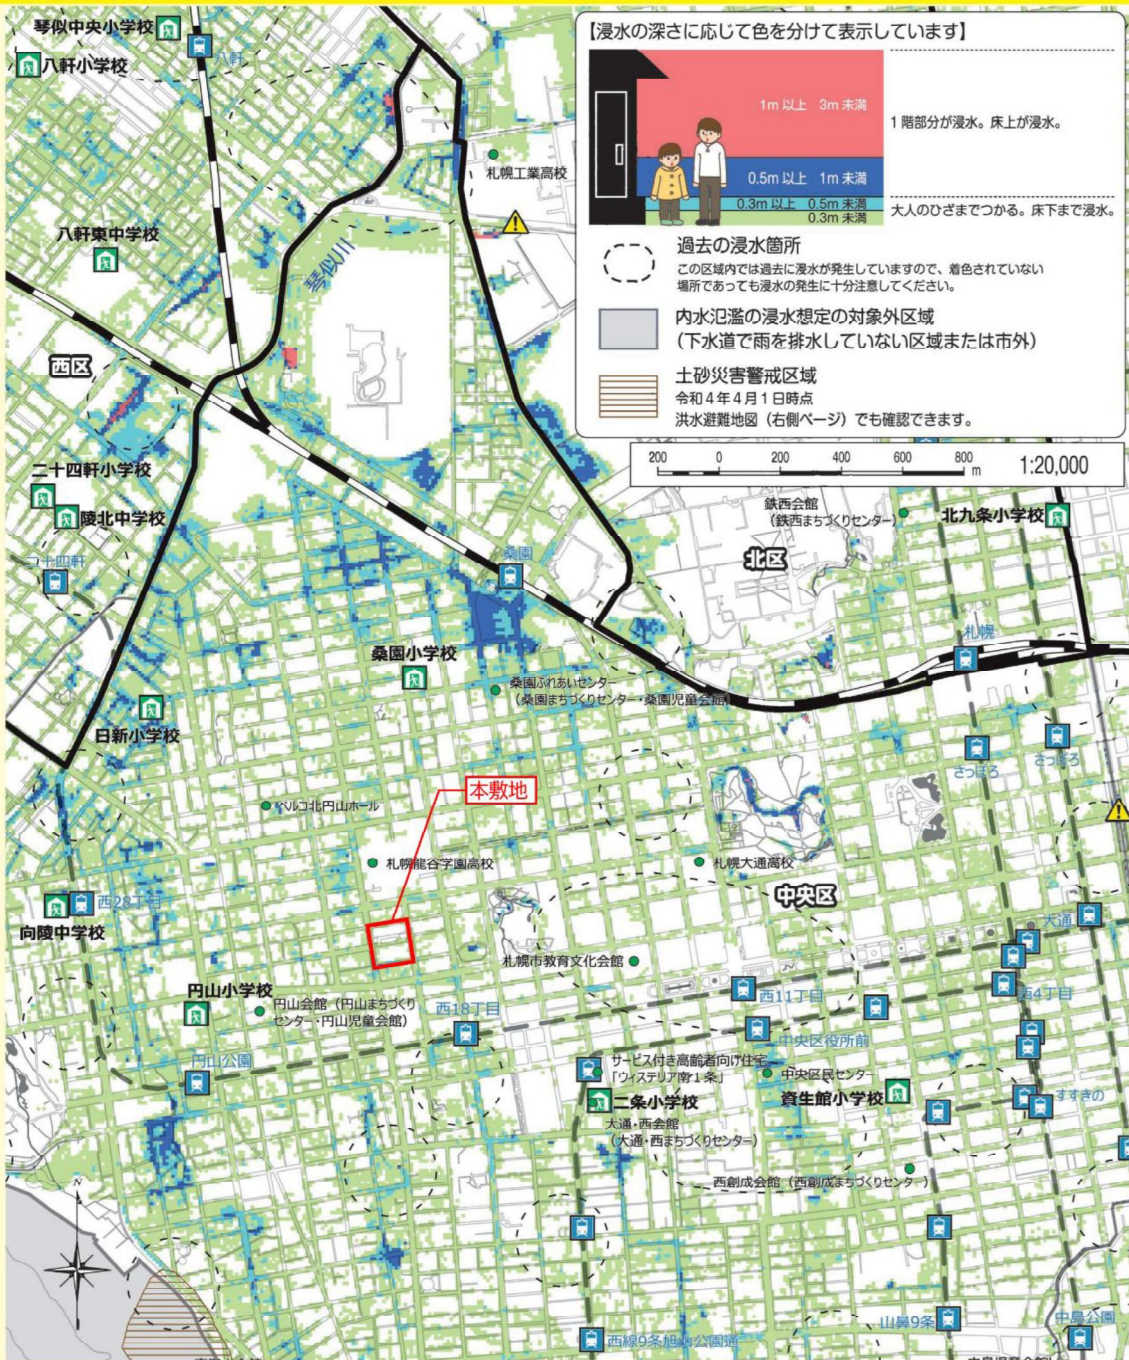 琴似中央小学校
八軒
八軒小学校
札幌工業高校
八軒東中学校
琴似川
西区
二十四軒小学校
陵北中学校
二十四軒
【浸水の深さに応じて色を分けて表示しています】
1m 以上　3m 未満
0.5m 以上　1m 未満
0.3m 以上　0.5m 未満
0.3m 未満
1階部分が浸水。床上が浸水。
大人のひざまでつかる。床下まで浸水。
過去の浸水箇所
この区域内では過去に浸水が発生していますので、着色されていない
場所であっても浸水の発生に十分注意してください。
内水氾濫の浸水想定の対象外区域
(下水道で雨を排水していない区域または市外)
土砂災害警戒区域
令和4年4月1日時点
洪水避難地図（右側ページ）でも確認できます。
200 0 200 400 600 800 m
1:20,000
鉄西会館
（鉄西まちづくりセンター）
北九条小学校
北区
桑園
札幌
桑園小学校
桑園ふれあいセンター
（桑園まちづくりセンター・桑園児童会館）
日新小学校
さっぽろ
さっぽろ
本敷地
ベルコ北円山ホール
札幌龍谷学園高校
札幌大通高校
中央区
西28丁目
向陵中学校
大通
札幌市教育文化会館
円山小学校
円山会館（円山まちづくり
センター・円山児童会館）
西18丁目
西11丁目
西4丁目
中央区役所前
円山公園
サービス付き高齢者向け住宅
「ウィステリア南1条」
中央区民センター
二条小学校
資生館小学校
すすきの
大通・西会館
（大通・西まちづくりセンター）
西創成会館（西創成まちづくりセンター）
N
山鼻9条
中島公園
西線9条旭山公園通